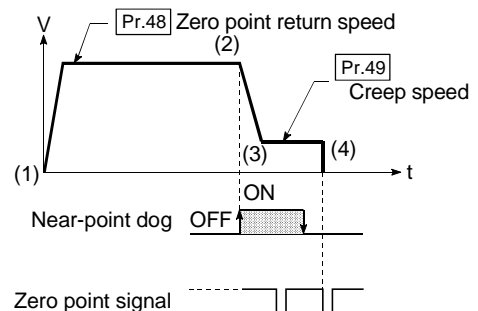 V
Pr.48 Zero point return speed
(2)
Pr.49
Creep speed
(1)
(3)
(4)
t
ON
Near-point dog OFF
Zero point signal